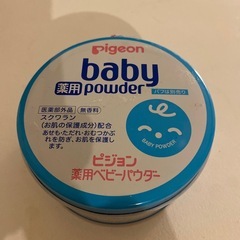 Pigeon
baby
薬用 powder
パフは別売り
医薬部外品 無香料
スクワラン
(お肌の保護成分)配合
あせも・ただれ・おむつかぶ
れを防ぎ、お肌を保護し
ます。
BABY POWDER
ピジョン
薬用ベビーパウダー